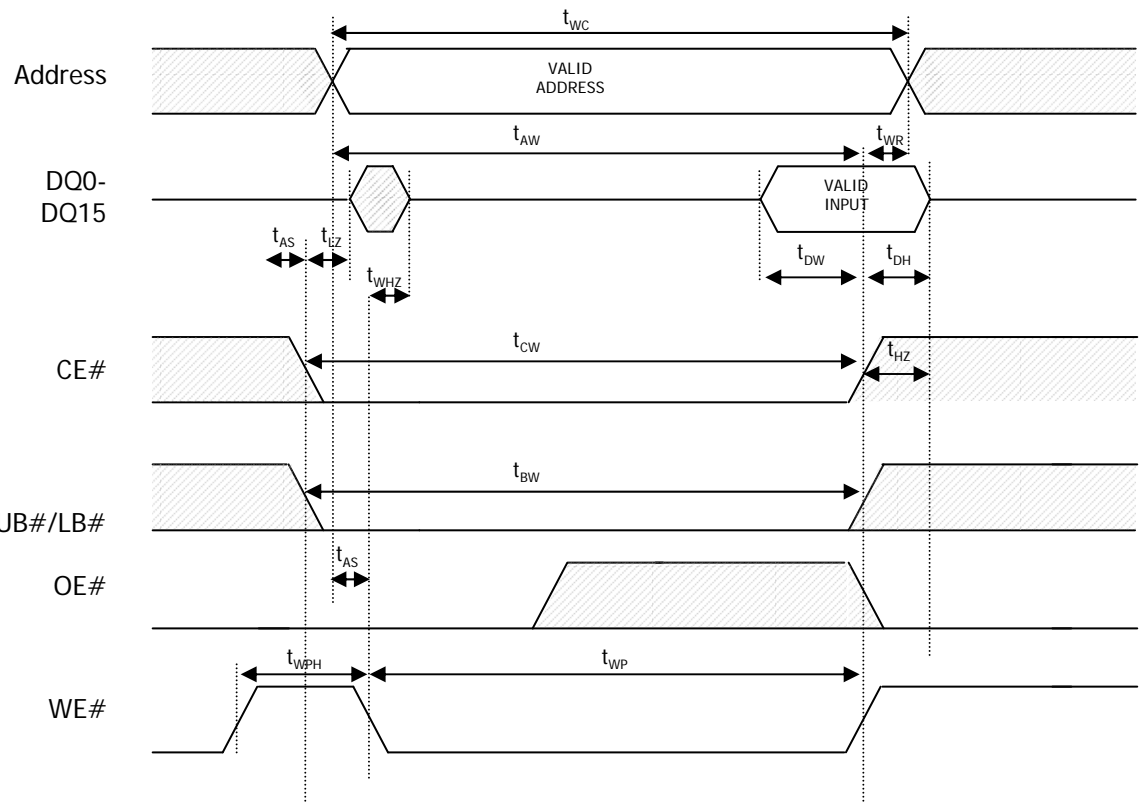 tWC
Address
VALID
ADDRESS
tAW
tWR
DQ0-
DQ15
VALID
INPUT
tAS
tLZ
tDW
tDH
tWHZ
CE#
tCW
tHZ
tBW
UB#/LB#
tAS
OE#
tWPH
tWP
WE#